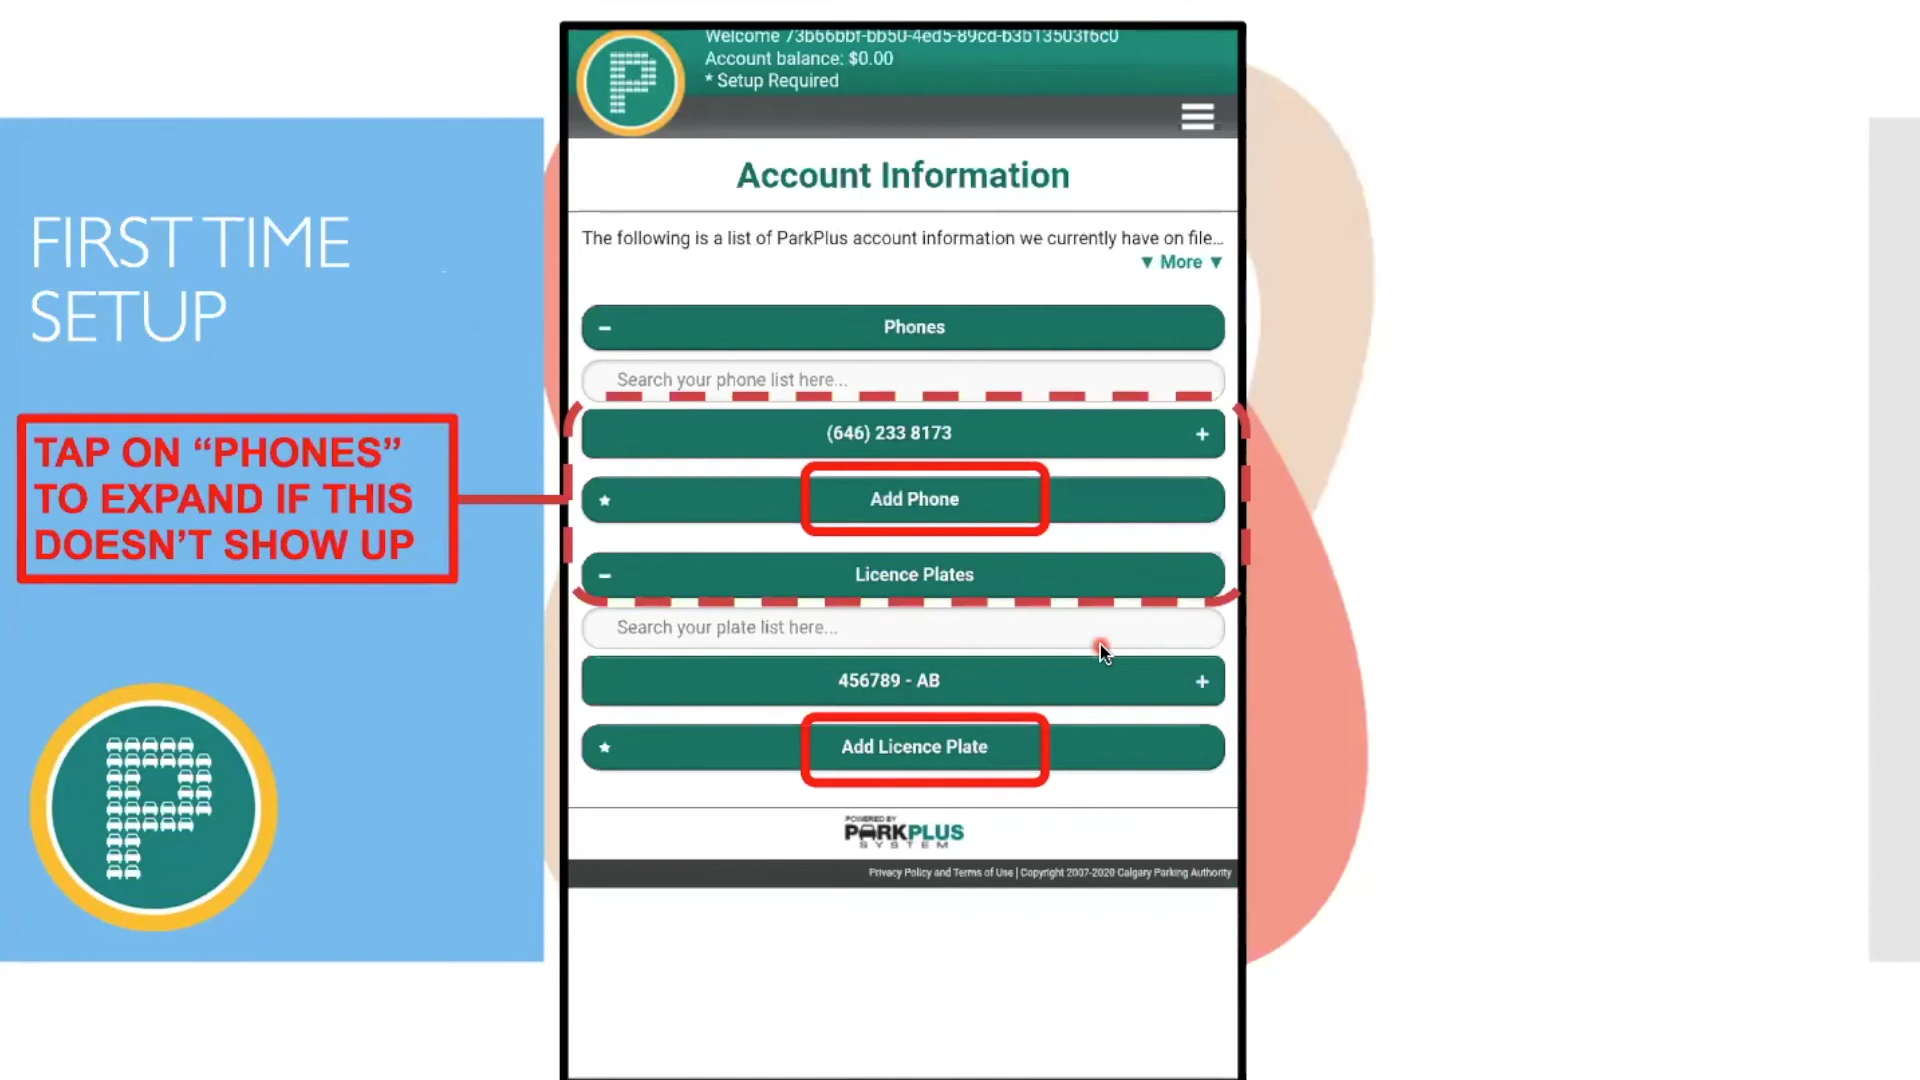 Welcome 73b66bbf-bb50-4ed5-89cd-b3b13503f6c0
Account balance: $0.00
* Setup Required
Account Information
The following is a list of ParkPlus account information we currently have on file...
▼ More ▼
FIRST TIME
SETUP
TAP ON “PHONES”
TO EXPAND IF THIS
DOESN’T SHOW UP
Phones
Search your phone list here...
(646) 233 8173
Add Phone
Licence Plates
Search your plate list here...
456789 - AB
Add Licence Plate
POWERED BY
PARKPLUS
SYSTEM
Privacy Policy and Terms of Use | Copyright 2007-2020 Calgary Parking Authority